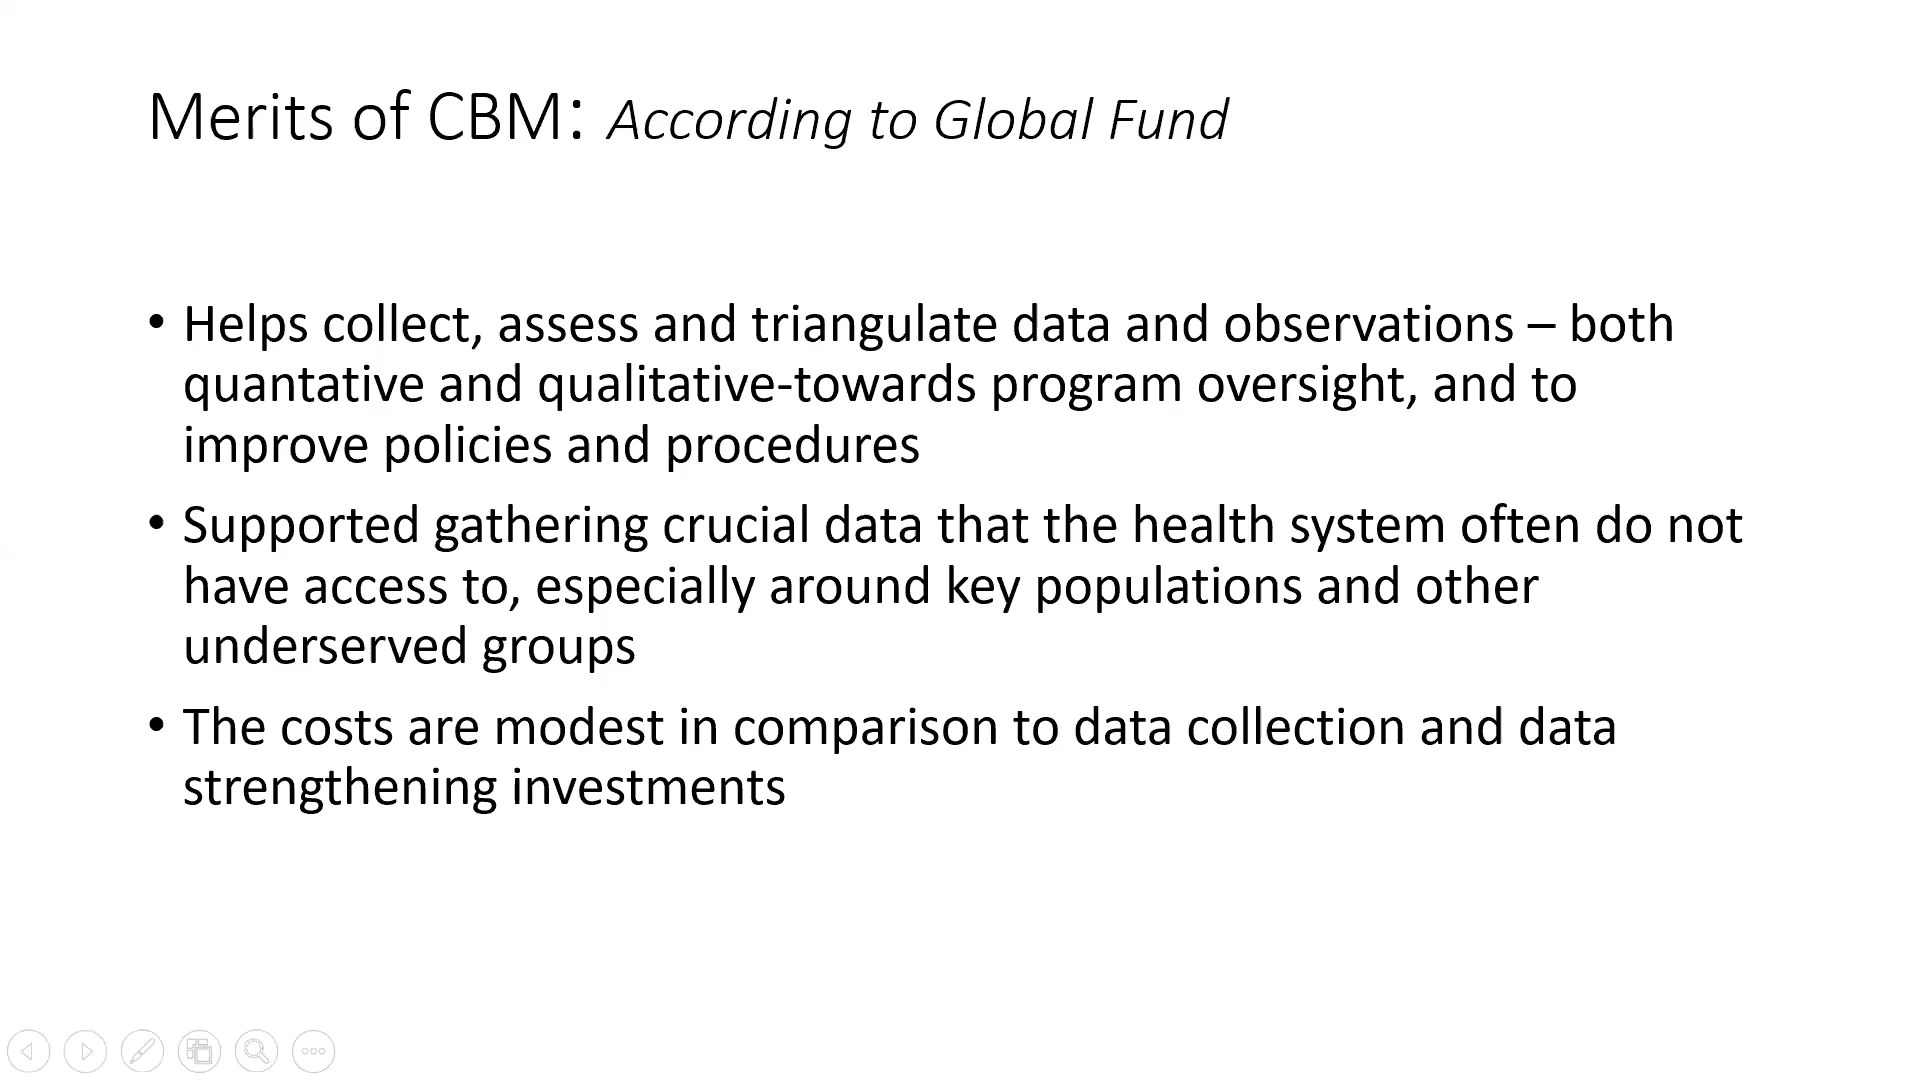 Merits of CBM: According to Global Fund
• Helps collect, assess and triangulate data and observations – both
quantative and qualitative-towards program oversight, and to
improve policies and procedures
• Supported gathering crucial data that the health system often do not
have access to, especially around key populations and other
underserved groups
• The costs are modest in comparison to data collection and data
strengthening investments